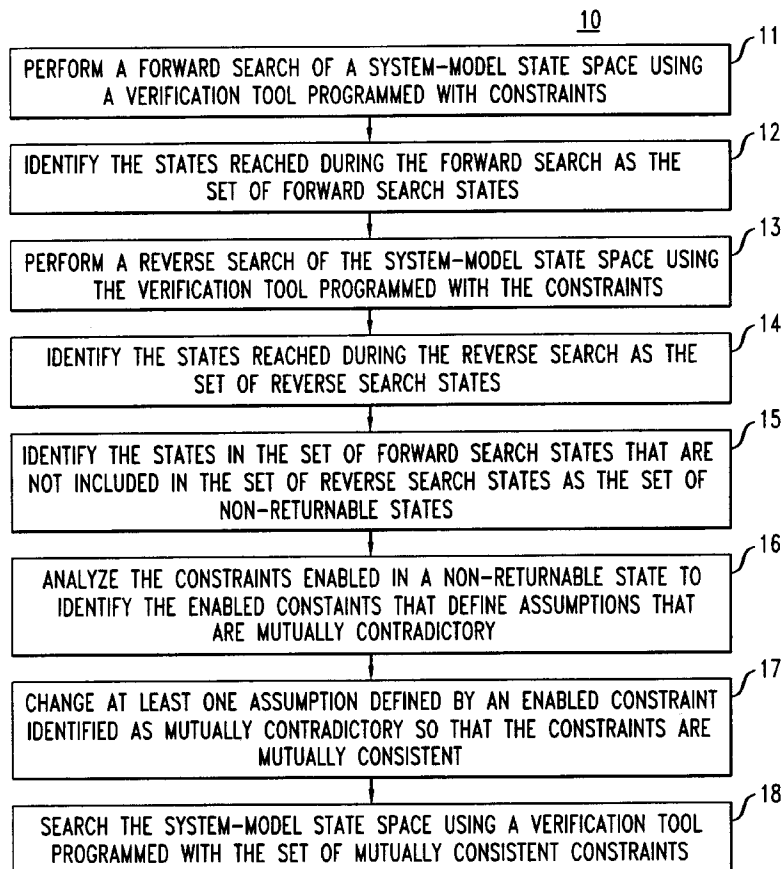 10
11
PERFORM A FORWARD SEARCH OF A SYSTEM-MODEL STATE SPACE USING
A VERIFICATION TOOL PROGRAMMED WITH CONSTRAINTS
12
IDENTIFY THE STATES REACHED DURING THE FORWARD SEARCH AS THE
SET OF FORWARD SEARCH STATES
13
PERFORM A REVERSE SEARCH OF THE SYSTEM-MODEL STATE SPACE USING
THE VERIFICATION TOOL PROGRAMMED WITH THE CONSTRAINTS
14
IDENTIFY THE STATES REACHED DURING THE REVERSE SEARCH AS THE
SET OF REVERSE SEARCH STATES
15
IDENTIFY THE STATES IN THE SET OF FORWARD SEARCH STATES THAT ARE
NOT INCLUDED IN THE SET OF REVERSE SEARCH STATES AS THE SET OF
NON-RETURNABLE STATES
16
ANALYZE THE CONSTRAINTS ENABLED IN A NON-RETURNABLE STATE TO
IDENTIFY THE ENABLED CONSTAINTS THAT DEFINE ASSUMPTIONS THAT
ARE MUTUALLY CONTRADICTORY
17
CHANGE AT LEAST ONE ASSUMPTION DEFINED BY AN ENABLED CONSTRAINT
IDENTIFIED AS MUTUALLY CONTRADICTORY SO THAT THE CONSTRAINTS ARE
MUTUALLY CONSISTENT
18
SEARCH THE SYSTEM-MODEL STATE SPACE USING A VERIFICATION TOOL
PROGRAMMED WITH THE SET OF MUTUALLY CONSISTENT CONSTRAINTS